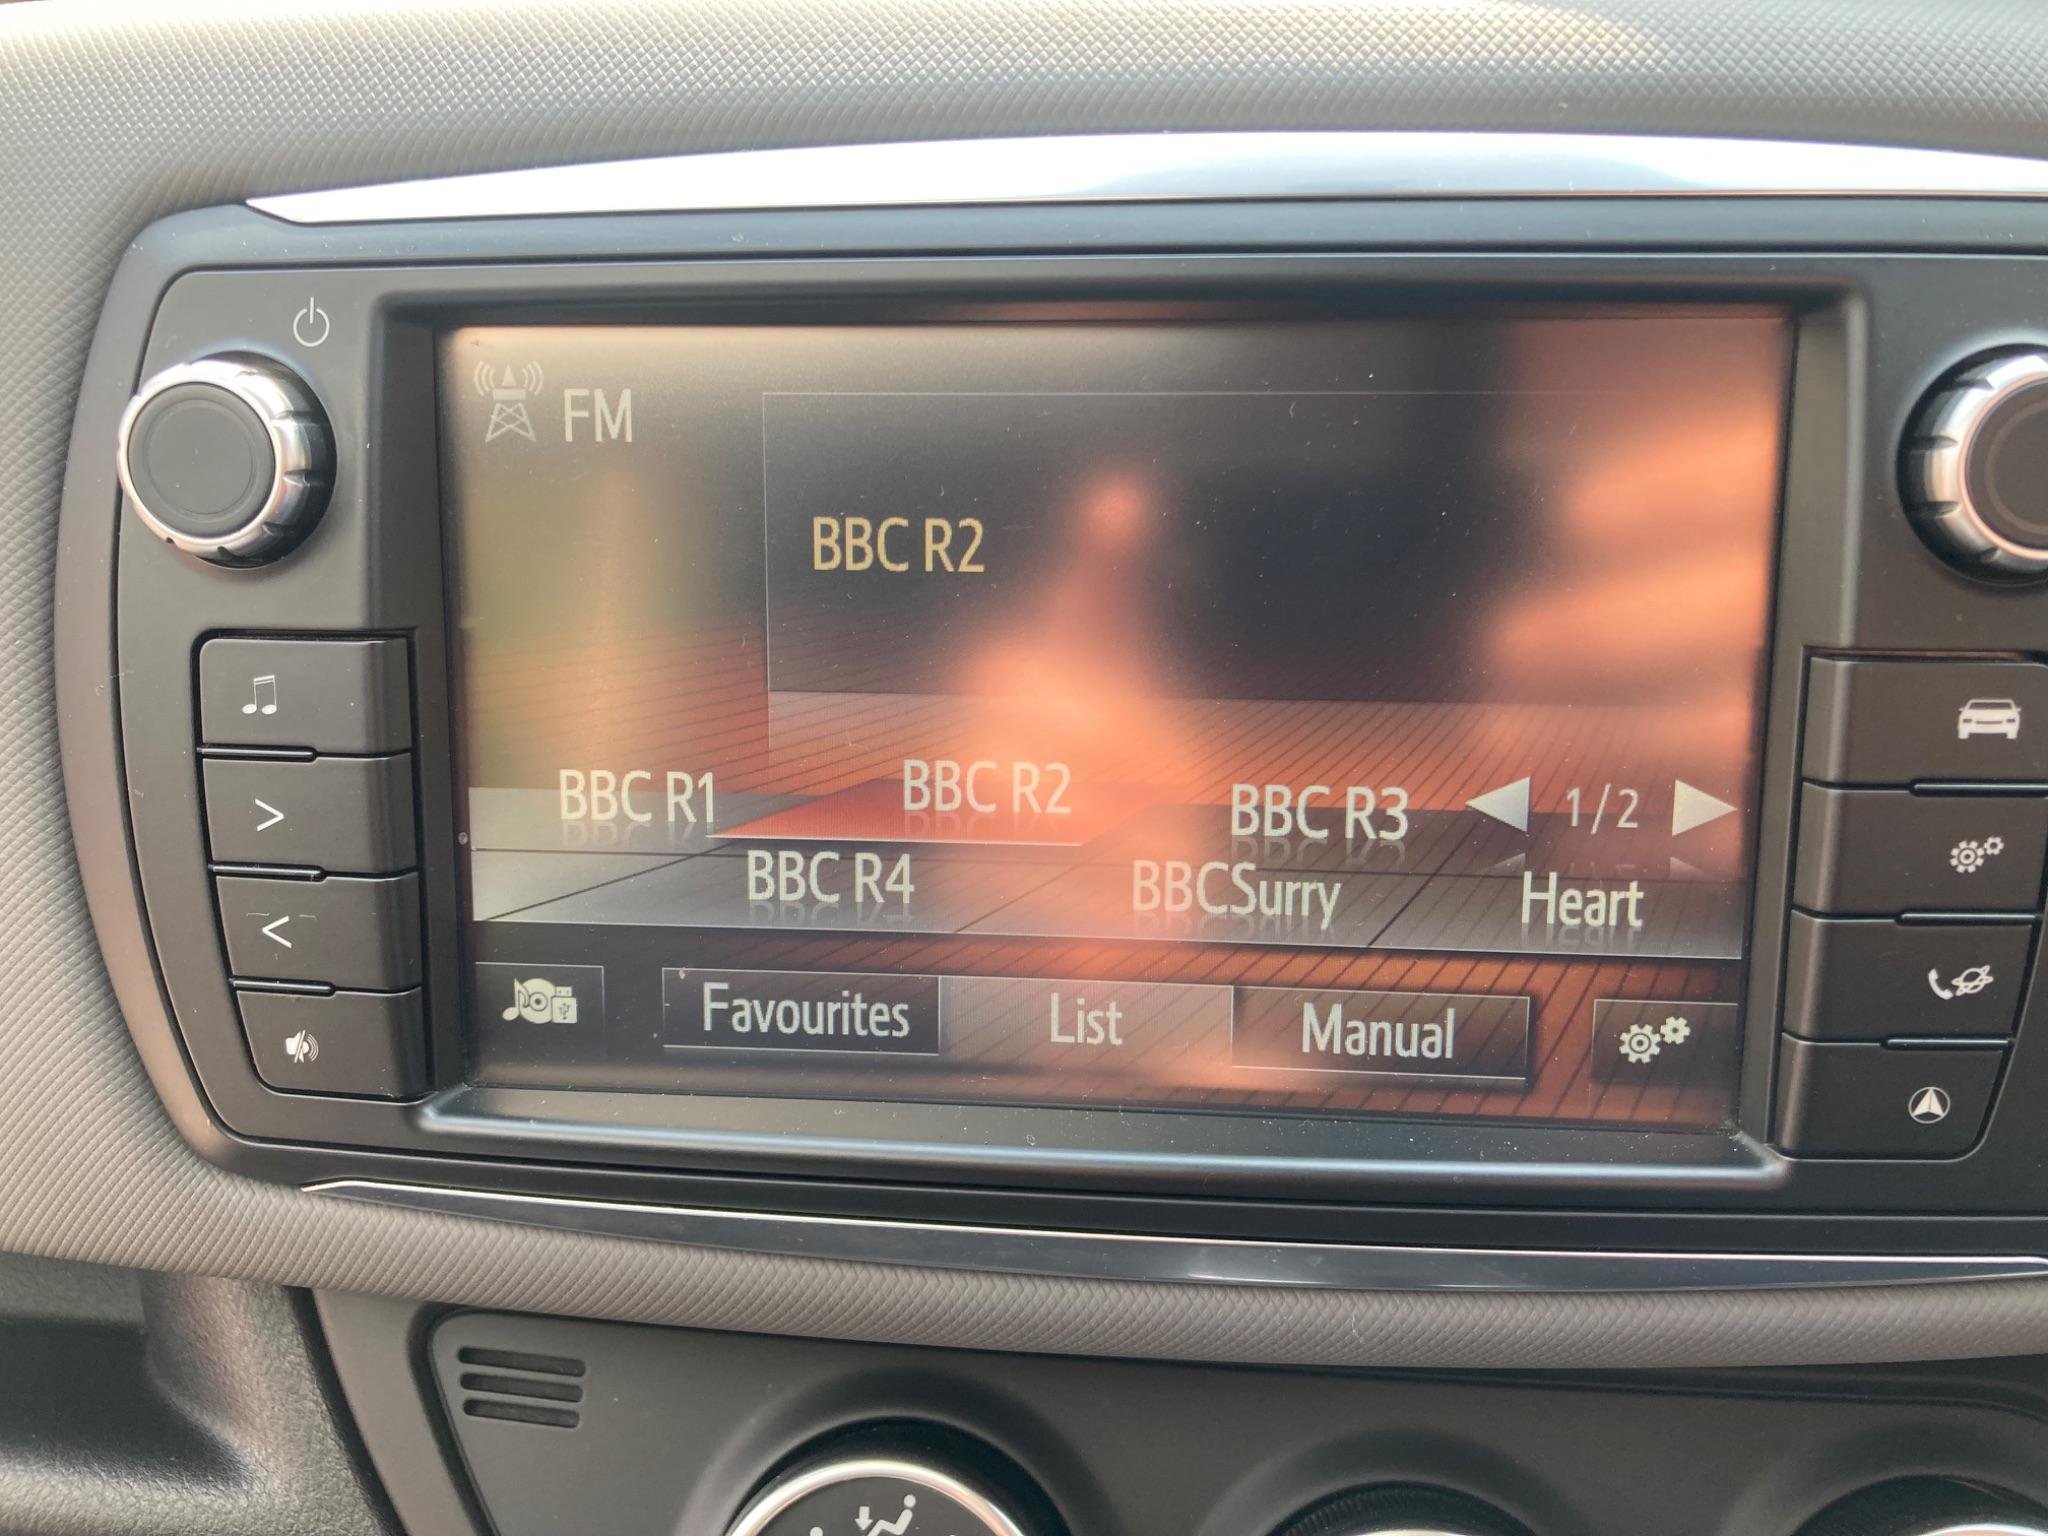 FM
BBC R2
BBC R1 BBC R2 BBC R3 1/2
BBC R4 BBCSurry Heart
Favourites List Manual